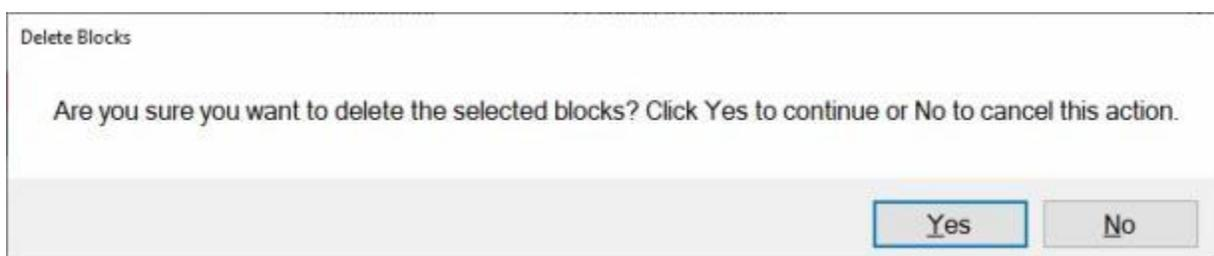 Delete Blocks
Are you sure you want to delete the selected blocks? Click Yes to continue or No to cancel this action.
Yes
No